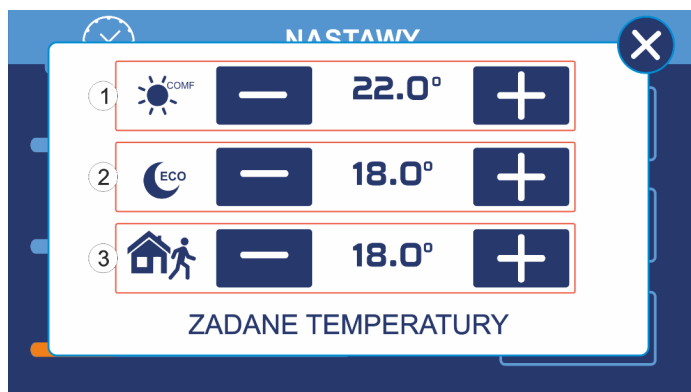 NASTAWY
1 COMF 22.0°
2 ECO 18.0°
3 18.0°
ZADANE TEMPERATURY